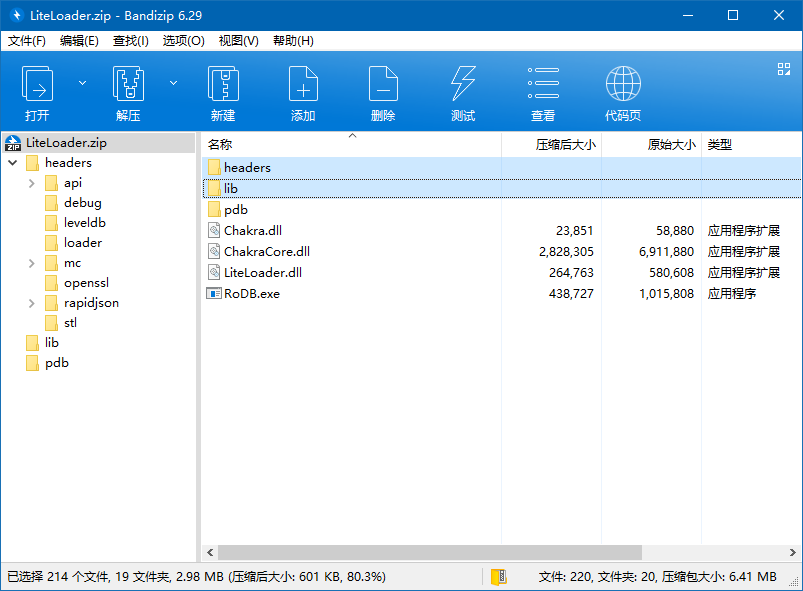 LiteLoader.zip - Bandizip 6.29
文件(F) 编辑(E) 查找(I) 选项(O) 视图(V) 帮助(H)
打开 解压 新建 添加 删除 测试 查看 代码页
ZIP LiteLoader.zip
headers
api
debug
leveldb
loader
mc
openssl
rapidjson
stl
lib
pdb
名称 压缩后大小 原始大小 类型
headers
lib
pdb
Chakra.dll 23,851 58,880 应用程序扩展
ChakraCore.dll 2,828,305 6,911,880 应用程序扩展
LiteLoader.dll 264,763 580,608 应用程序扩展
RoDB.exe 438,727 1,015,808 应用程序
已选择 214 个文件, 19 文件夹, 2.98 MB (压缩后大小: 601 KB, 80.3%) 文件: 220, 文件夹: 20, 压缩包大小: 6.41 MB